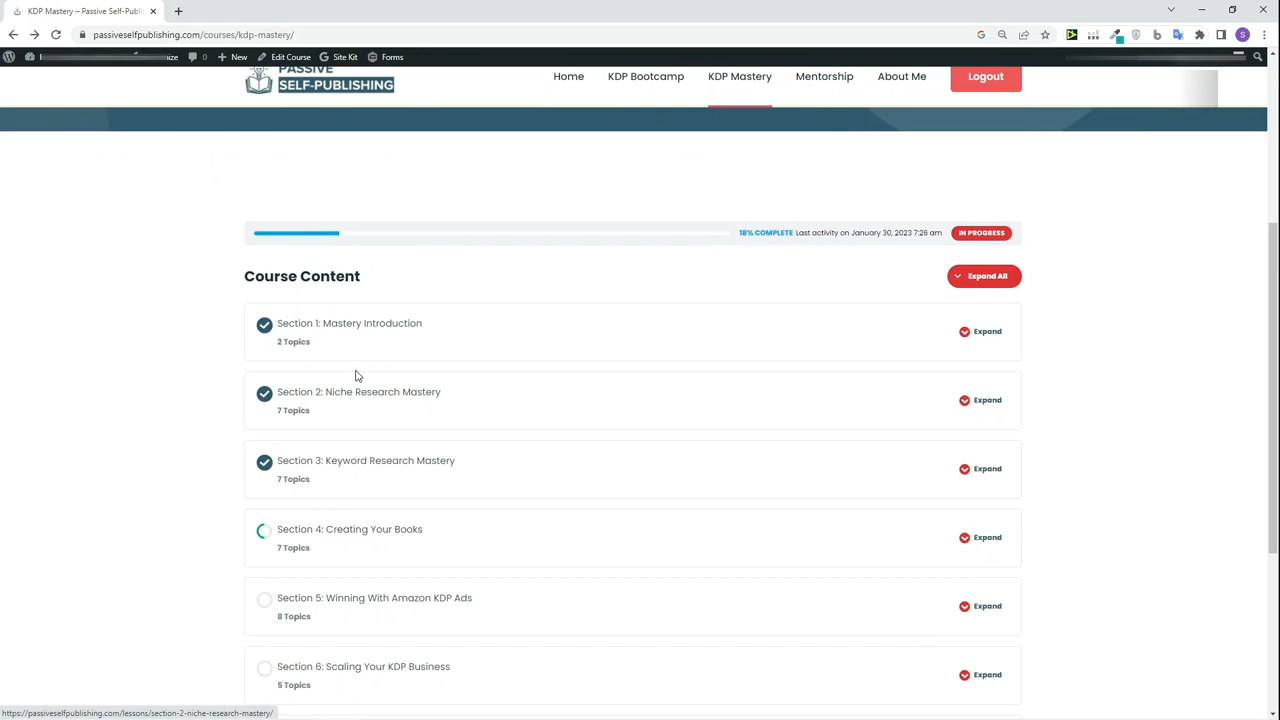 KDP Mastery – Passive Self-Publi
passiveselfpublishing.com/courses/kdp-mastery/
ize 0 New Edit Course Site Kit Forms
PASSIVE
SELF-PUBLISHING
Home KDP Bootcamp KDP Mastery Mentorship About Me Logout
18% COMPLETE Last activity on January 30, 2023 7:26 am IN PROGRESS
Course Content Expand All
Section 1: Mastery Introduction
2 Topics
Expand
Section 2: Niche Research Mastery
7 Topics
Expand
Section 3: Keyword Research Mastery
7 Topics
Expand
Section 4: Creating Your Books
7 Topics
Expand
Section 5: Winning With Amazon KDP Ads
8 Topics
Expand
Section 6: Scaling Your KDP Business
5 Topics
Expand
https://passiveselfpublishing.com/lessons/section-2-niche-research-mastery/